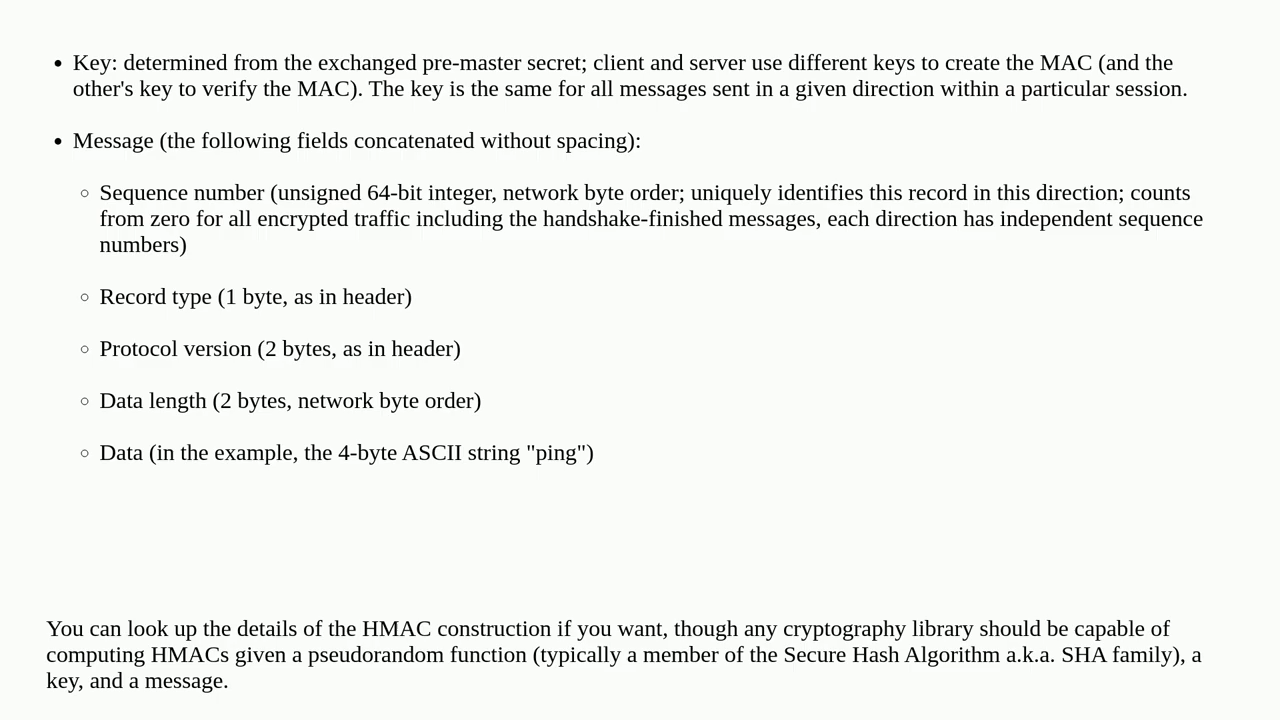 • Key: determined from the exchanged pre-master secret; client and server use different keys to create the MAC (and the
other's key to verify the MAC). The key is the same for all messages sent in a given direction within a particular session.
• Message (the following fields concatenated without spacing):
◦ Sequence number (unsigned 64-bit integer, network byte order; uniquely identifies this record in this direction; counts
from zero for all encrypted traffic including the handshake-finished messages, each direction has independent sequence
numbers)
◦ Record type (1 byte, as in header)
◦ Protocol version (2 bytes, as in header)
◦ Data length (2 bytes, network byte order)
◦ Data (in the example, the 4-byte ASCII string "ping")
You can look up the details of the HMAC construction if you want, though any cryptography library should be capable of
computing HMACs given a pseudorandom function (typically a member of the Secure Hash Algorithm a.k.a. SHA family), a
key, and a message.